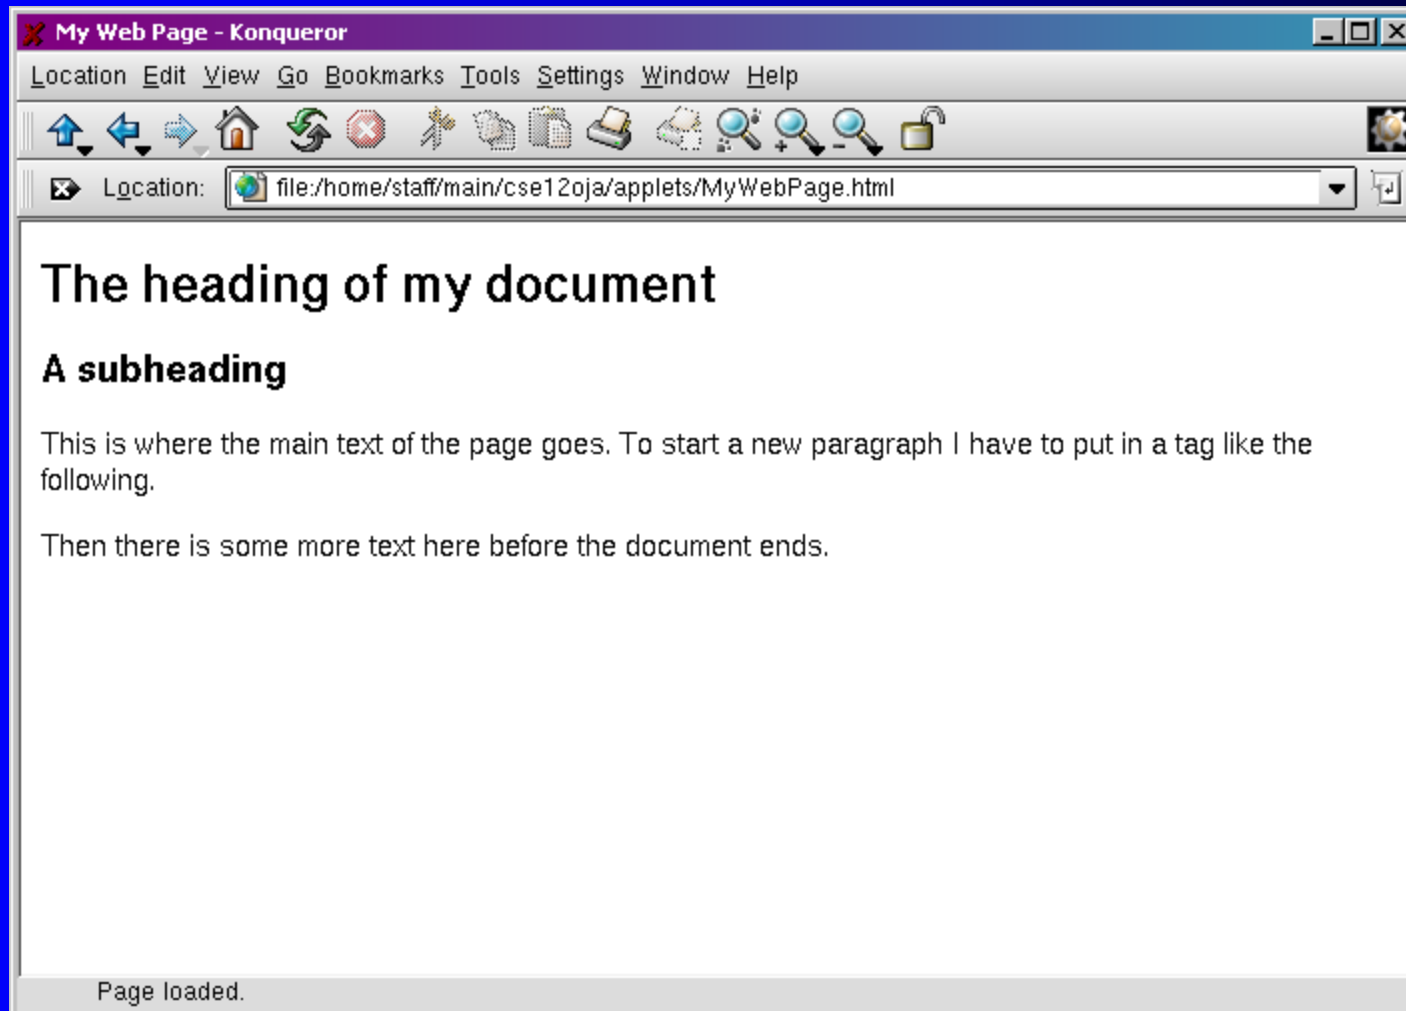 My Web Page - Konqueror
Location Edit View Go Bookmarks Tools Settings Window Help
Location: file:/home/staff/main/cse12oja/applets/MyWebPage.html
The heading of my document
A subheading
This is where the main text of the page goes. To start a new paragraph I have to put in a tag like the
following.
Then there is some more text here before the document ends.
Page loaded.